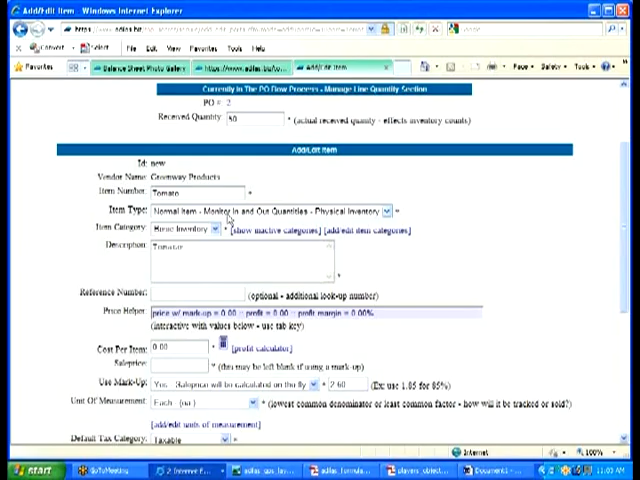 Add/Edit Item - Windows Internet Explorer
Convert Select
File Edit View Favorites Tools Help
Favorites
Balance Sheet Photo Gallery
Add/Edit Item
Page Safety Tools
Currently In The PO Flow Process - Manage Line Quantity Section
PO # 2
Received Quantity: 50 * (actual received quantity - effects inventory counts)
Add/Edit Item
Id: new
Vendor Name: Greenway Products
Item Number: Tomato *
Item Type: Normal Item - Monitor In and Out Quantities - Physical Inventory *
Item Category: Basic Inventory * [show inactive categories] [add/edit item categories]
Description: Tomato *
Reference Number: (optional - additional look-up number)
Price Helper: price w/ mark-up = 0.00 :: profit = 0.00 :: profit margin = 0.00%
(interactive with values below - use tab key)
Cost Per Item: 0.00 * [profit calculator]
Saleprice: * (this may be left blank if using a mark-up)
Use Mark-Up: Yes - Saleprice will be calculated on the fly * 2.60 (Ex: use 1.85 for 85%)
Unit Of Measurement: Each (ea) * (lowest common denominator or least common factor - how will it be tracked or sold?)
[add/edit units of measurement]
Default Tax Category: Taxable
Internet 100%
start GoToMeeting Document1 11:05 AM